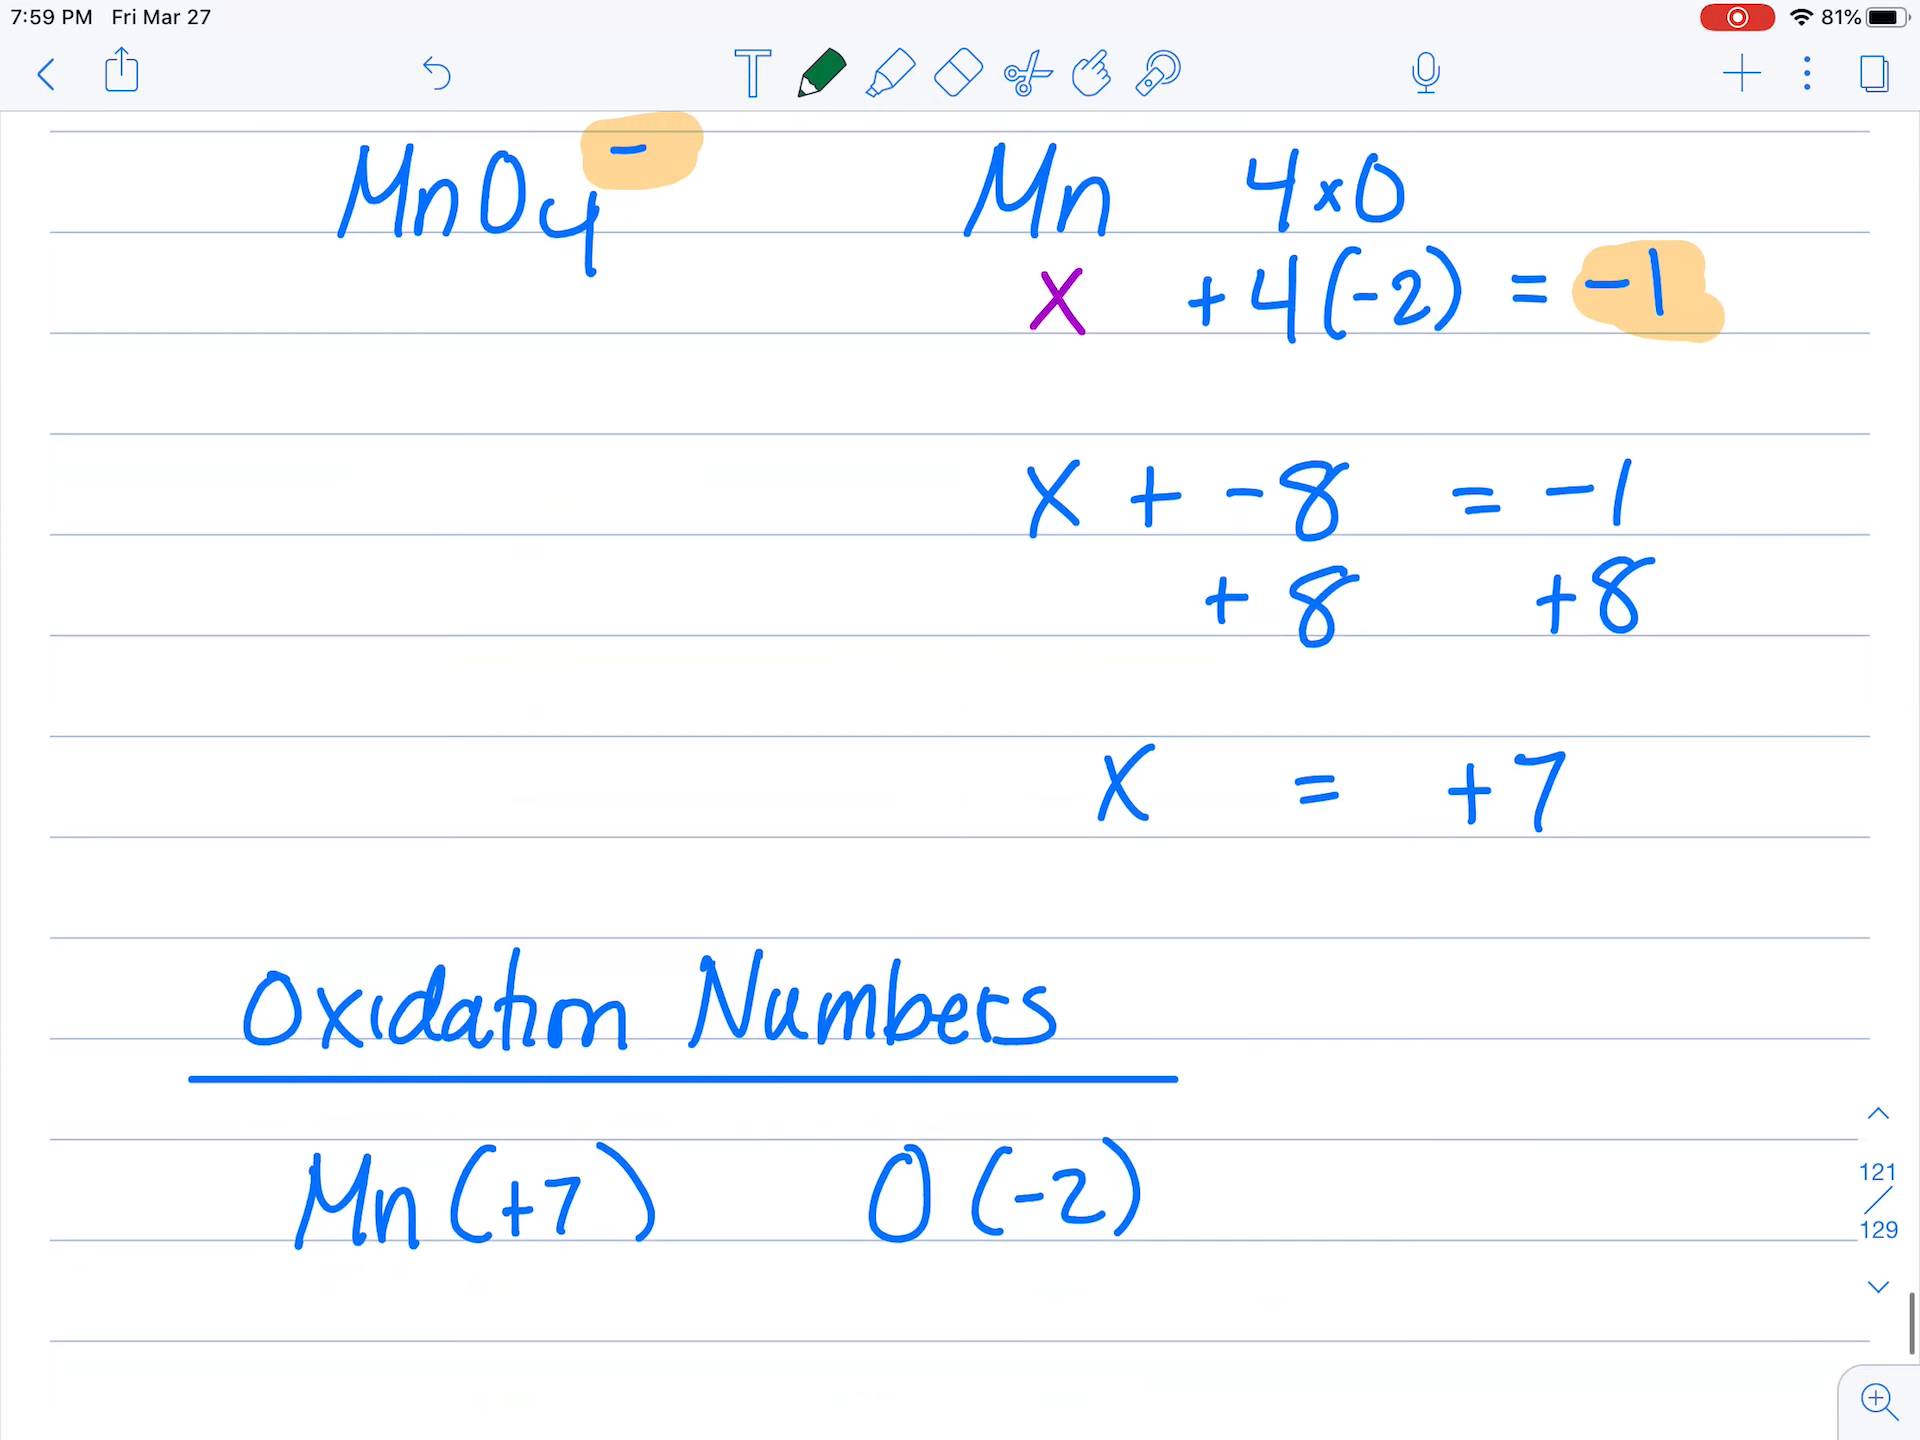 7:59 PM Fri Mar 27 81%
T
MnO₄⁻ Mn 4×O
x +4(-2) = -1
x + -8 = -1
+ 8 +8
x = +7
Oxidation Numbers
Mn(+7) O(-2)
121
/
129